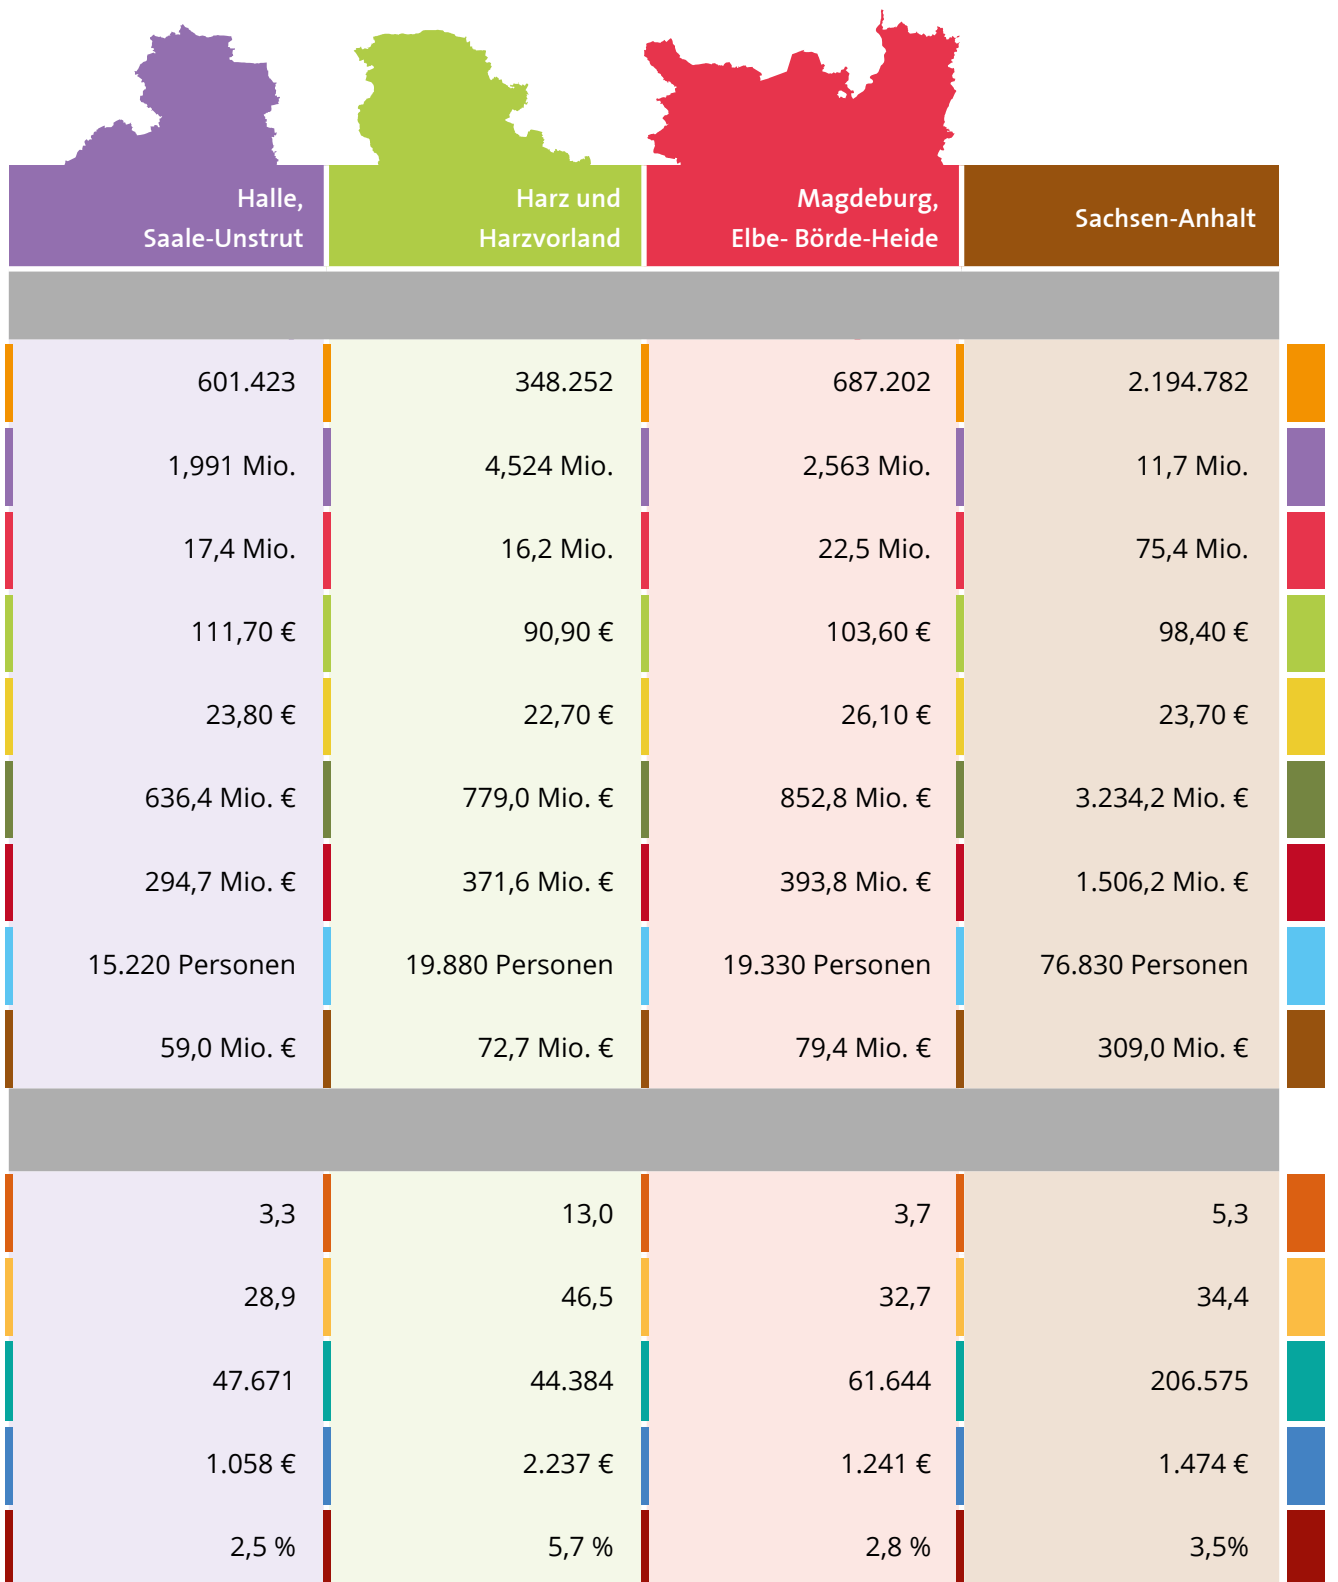 Halle,
Saale-Unstrut
Harz und
Harzvorland
Magdeburg,
Elbe- Börde-Heide
Sachsen-Anhalt
601.423 348.252 687.202 2.194.782
1,991 Mio. 4,524 Mio. 2,563 Mio. 11,7 Mio.
17,4 Mio. 16,2 Mio. 22,5 Mio. 75,4 Mio.
111,70 € 90,90 € 103,60 € 98,40 €
23,80 € 22,70 € 26,10 € 23,70 €
636,4 Mio. € 779,0 Mio. € 852,8 Mio. € 3.234,2 Mio. €
294,7 Mio. € 371,6 Mio. € 393,8 Mio. € 1.506,2 Mio. €
15.220 Personen 19.880 Personen 19.330 Personen 76.830 Personen
59,0 Mio. € 72,7 Mio. € 79,4 Mio. € 309,0 Mio. €
3,3 13,0 3,7 5,3
28,9 46,5 32,7 34,4
47.671 44.384 61.644 206.575
1.058 € 2.237 € 1.241 € 1.474 €
2,5 % 5,7 % 2,8 % 3,5%